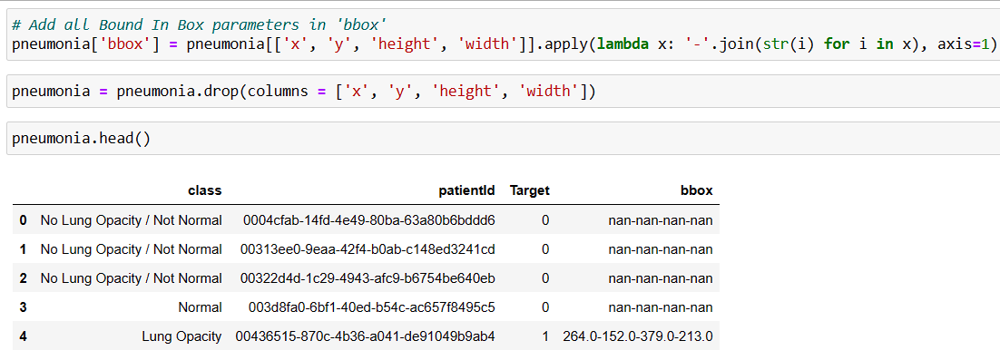 # Add all Bound In Box parameters in 'bbox'
pneumonia['bbox'] = pneumonia[['x', 'y', 'height', 'width']].apply(lambda x: '-'.join(str(i) for i in x), axis=1)
pneumonia = pneumonia.drop(columns = ['x', 'y', 'height', 'width'])
pneumonia.head()
class patientId Target bbox
0 No Lung Opacity / Not Normal 0004cfab-14fd-4e49-80ba-63a80b6bddd6 0 nan-nan-nan-nan
1 No Lung Opacity / Not Normal 00313ee0-9eaa-42f4-b0ab-c148ed3241cd 0 nan-nan-nan-nan
2 No Lung Opacity / Not Normal 00322d4d-1c29-4943-afc9-b6754be640eb 0 nan-nan-nan-nan
3 Normal 003d8fa0-6bf1-40ed-b54c-ac657f8495c5 0 nan-nan-nan-nan
4 Lung Opacity 00436515-870c-4b36-a041-de91049b9ab4 1 264.0-152.0-379.0-213.0